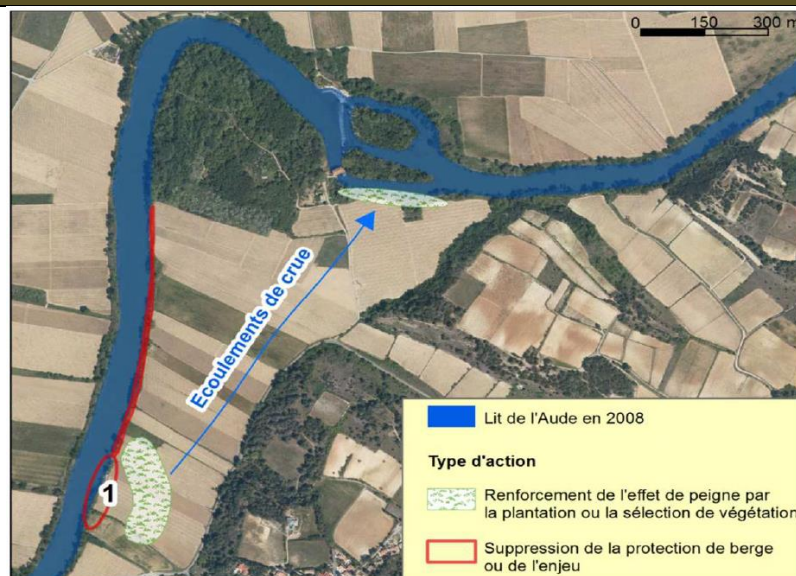 0 150 300 m
Ecoulements de crue
1
Lit de l'Aude en 2008
Type d'action
Renforcement de l'effet de peigne par
la plantation ou la sélection de végétation
Suppression de la protection de berge
ou de l'enjeu